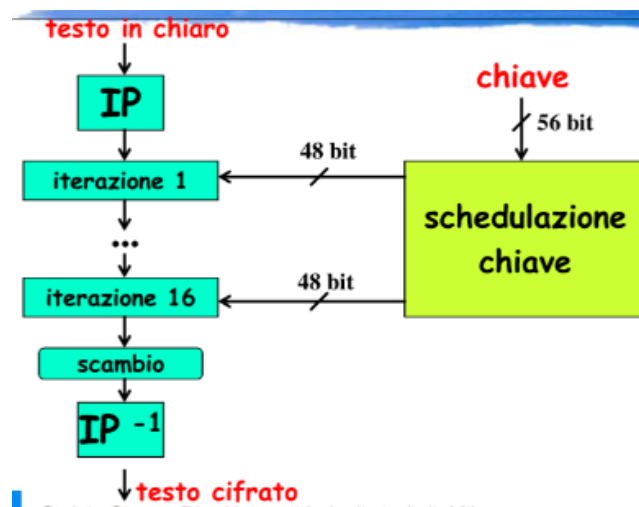 testo in chiaro
IP
chiave
56 bit
48 bit
iterazione 1
schedulazione
chiave
...
48 bit
iterazione 16
scambio
IP -1
testo cifrato